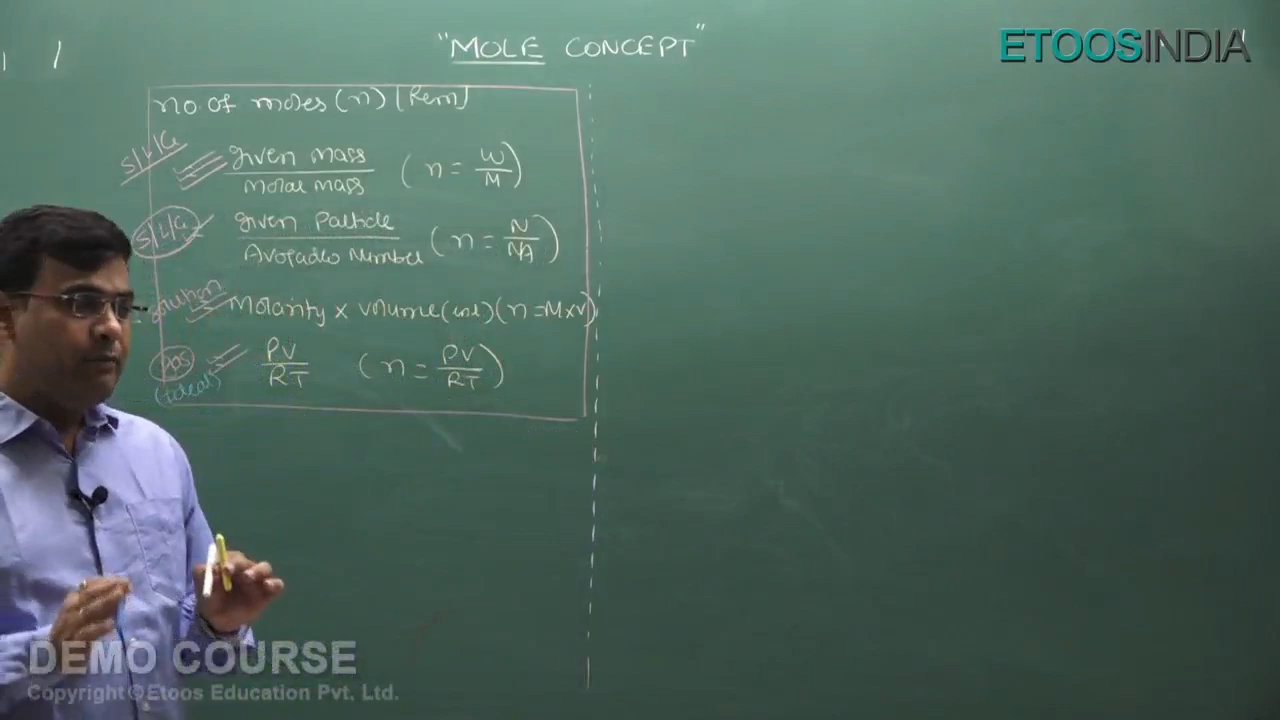 "MOLE CONCEPT"
ETOOSINDIA
no. of moles (n) [Rem]
S/L/G given mass / molar mass (n = W/M)
S/L/G given Particle / Avogadro Number (n = N/NA)
solution Molarity x volume (n = M x V)
gas PV/RT (n = PV/RT)
(ideal)
DEMO COURSE
Copyright © Etoos Education Pvt. Ltd.